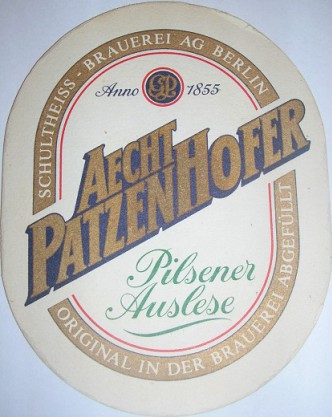 SCHULTHEISS - BRAUEREI AG BERLIN
Anno 1855
AECHT
PATZENHOFER
Pilsener
Auslese
ORIGINAL IN DER BRAUEREI ABGEFÜLLT